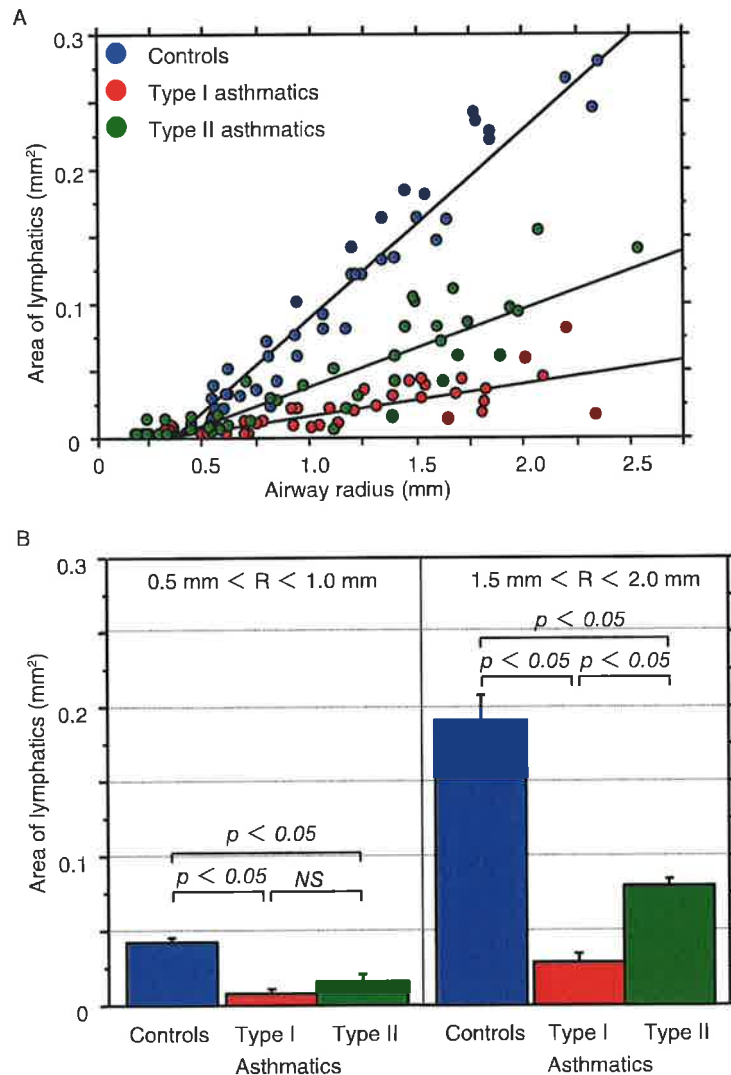 A
0.3
Controls
Type I asthmatics
Type II asthmatics
0.2
0.1
0
Area of lymphatics (mm²)
0 0.5 1.0 1.5 2.0 2.5
Airway radius (mm)
B
0.3
0.2
0.1
0
Area of lymphatics (mm²)
0.5 mm < R < 1.0 mm
p < 0.05
p < 0.05 NS
Controls Type I Type II
Asthmatics
1.5 mm < R < 2.0 mm
p < 0.05
p < 0.05 p < 0.05
Controls Type I Type II
Asthmatics